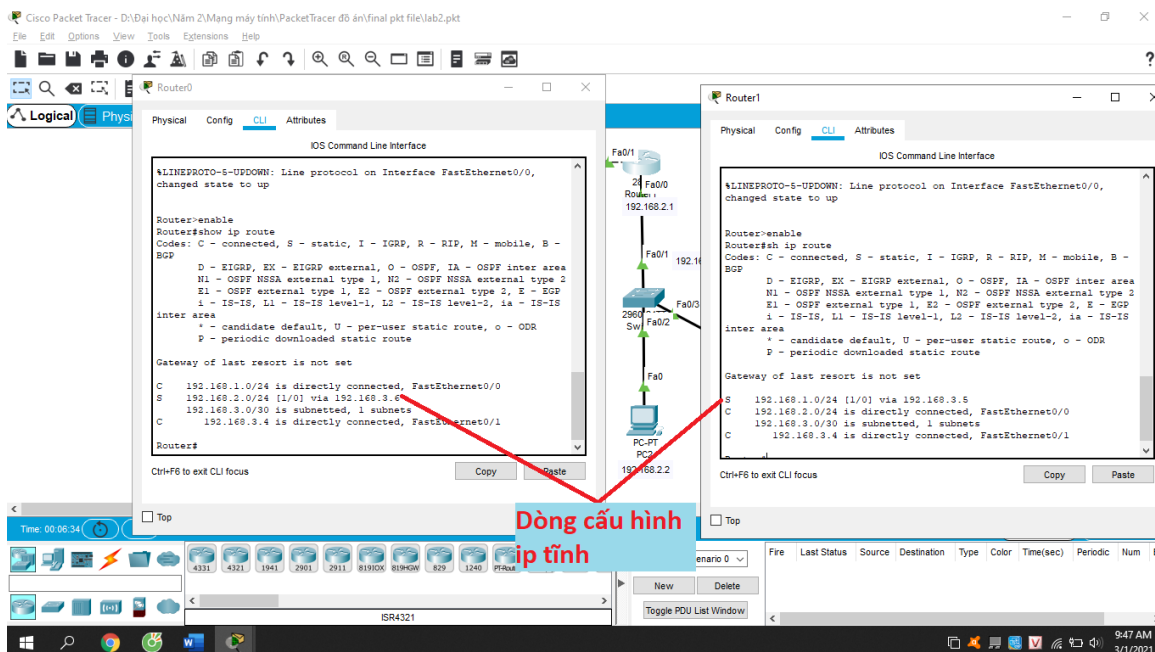 Cisco Packet Tracer - D:\Đại học\Năm 2\Mạng máy tính\PacketTracer đồ án\final pkt file\lab2.pkt
File Edit Options View Tools Extensions Help
?
Logical
Router0
Physical Config CLI Attributes
IOS Command Line Interface
%LINEPROTO-5-UPDOWN: Line protocol on Interface FastEthernet0/0,
changed state to up
Router>enable
Router#show ip route
Codes: C - connected, S - static, I - IGRP, R - RIP, M - mobile, B -
BGP
D - EIGRP, EX - EIGRP external, O - OSPF, IA - OSPF inter area
N1 - OSPF NSSA external type 1, N2 - OSPF NSSA external type 2
E1 - OSPF external type 1, E2 - OSPF external type 2, E - EGP
i - IS-IS, L1 - IS-IS level-1, L2 - IS-IS level-2, ia - IS-IS
inter area
* - candidate default, U - per-user static route, o - ODR
P - periodic downloaded static route
Gateway of last resort is not set
C 192.168.1.0/24 is directly connected, FastEthernet0/0
S 192.168.2.0/24 [1/0] via 192.168.3.6
192.168.3.0/30 is subnetted, 1 subnets
C 192.168.3.4 is directly connected, FastEthernet0/1
Router#
Ctrl+F6 to exit CLI focus
Copy
Paste
Top
Fa0/1
Fa0/0
192.168.2.1
Fa0/1
Fa0/3
Fa0/2
Fa0
PC-PT
PC2
192.168.2.2
Router1
Physical Config CLI Attributes
IOS Command Line Interface
%LINEPROTO-5-UPDOWN: Line protocol on Interface FastEthernet0/0,
changed state to up
Router>enable
Router#sh ip route
Codes: C - connected, S - static, I - IGRP, R - RIP, M - mobile, B -
BGP
D - EIGRP, EX - EIGRP external, O - OSPF, IA - OSPF inter area
N1 - OSPF NSSA external type 1, N2 - OSPF NSSA external type 2
E1 - OSPF external type 1, E2 - OSPF external type 2, E - EGP
i - IS-IS, L1 - IS-IS level-1, L2 - IS-IS level-2, ia - IS-IS
inter area
* - candidate default, U - per-user static route, o - ODR
P - periodic downloaded static route
Gateway of last resort is not set
S 192.168.1.0/24 [1/0] via 192.168.3.5
C 192.168.2.0/24 is directly connected, FastEthernet0/0
192.168.3.0/30 is subnetted, 1 subnets
C 192.168.3.4 is directly connected, FastEthernet0/1
Ctrl+F6 to exit CLI focus
Copy
Paste
Top
Dòng cấu hình
ip tĩnh
Time: 00:06:34
4331 4321 1941 2901 2911 819IOX 819HGW 829 1240
ISR4321
New
Delete
Toggle PDU List Window
Fire Last Status Source Destination Type Color Time(sec) Periodic Num
9:47 AM
3/1/2021